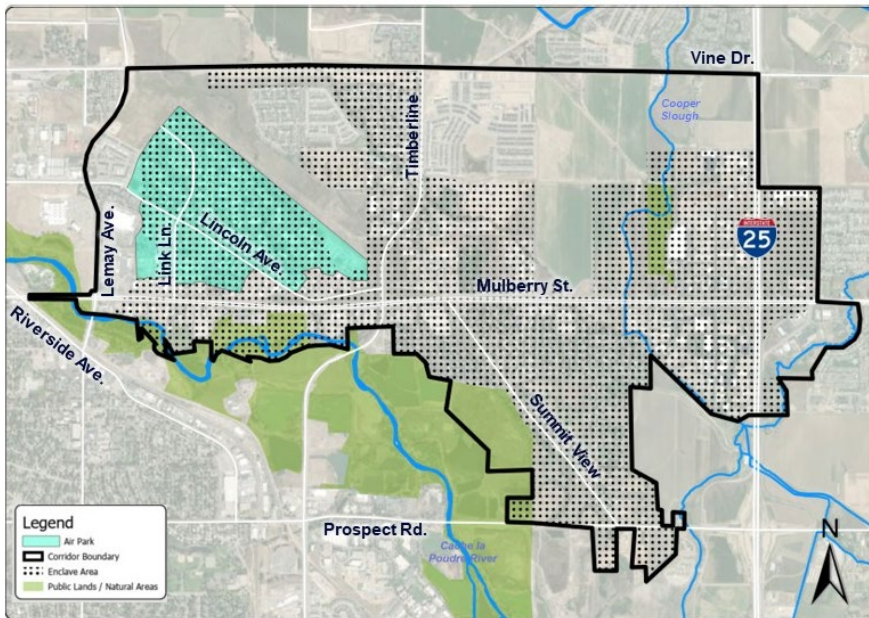 Vine Dr.
Cooper
Slough
Timberline
Lemay Ave.
Link Ln.
Lincoln Ave.
INTERSTATE
25
Mulberry St.
Riverside Ave.
Summit View
Prospect Rd.
Cache la
Poudre River
N
Legend
Air Park
Corridor Boundary
Enclave Area
Public Lands / Natural Areas